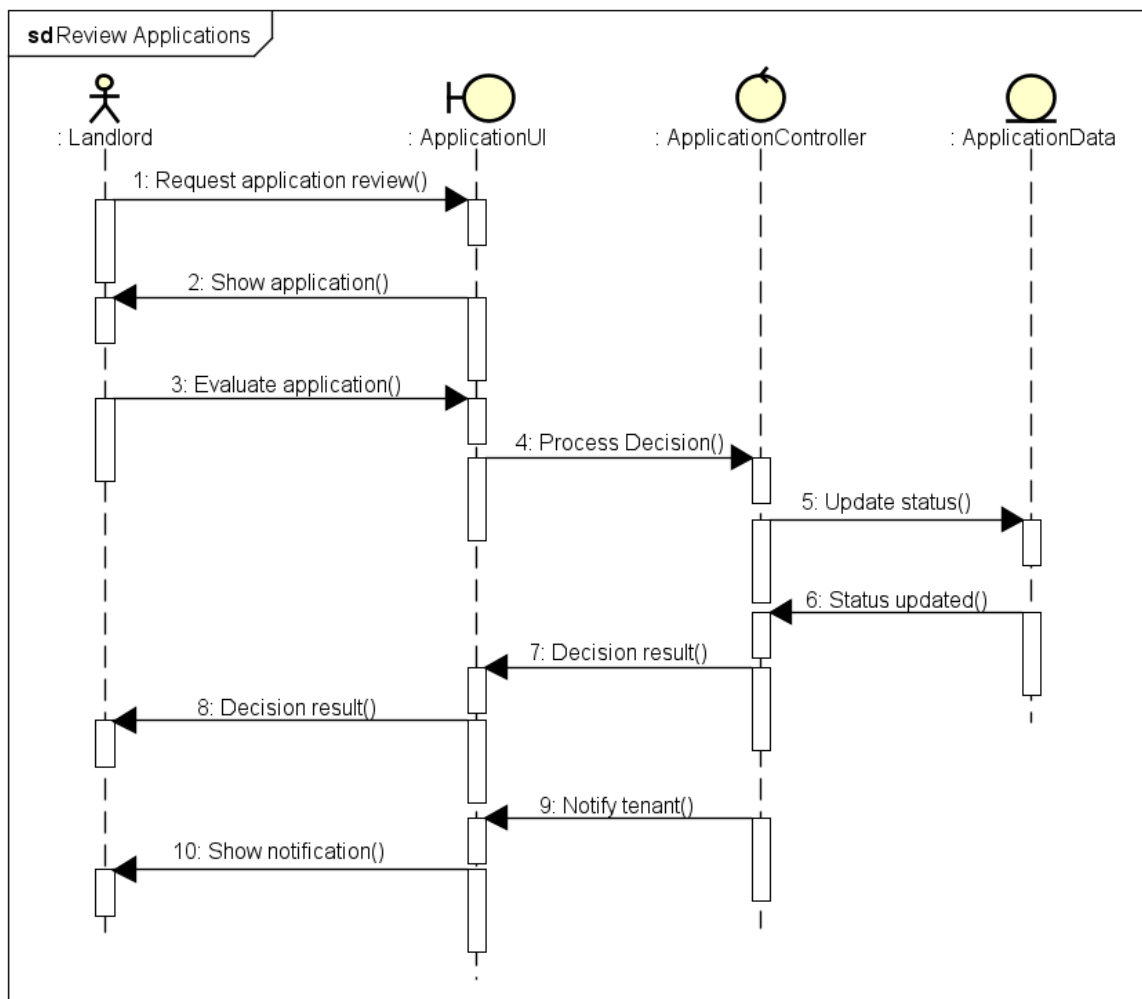 sd Review Applications
: Landlord
: ApplicationUI
: ApplicationController
: ApplicationData
1: Request application review()
2: Show application()
3: Evaluate application()
4: Process Decision()
5: Update status()
6: Status updated()
7: Decision result()
8: Decision result()
9: Notify tenant()
10: Show notification()